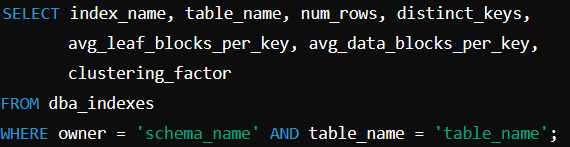 SELECT index_name, table_name, num_rows, distinct_keys,
       avg_leaf_blocks_per_key, avg_data_blocks_per_key,
       clustering_factor
FROM dba_indexes
WHERE owner = 'schema_name' AND table_name = 'table_name';